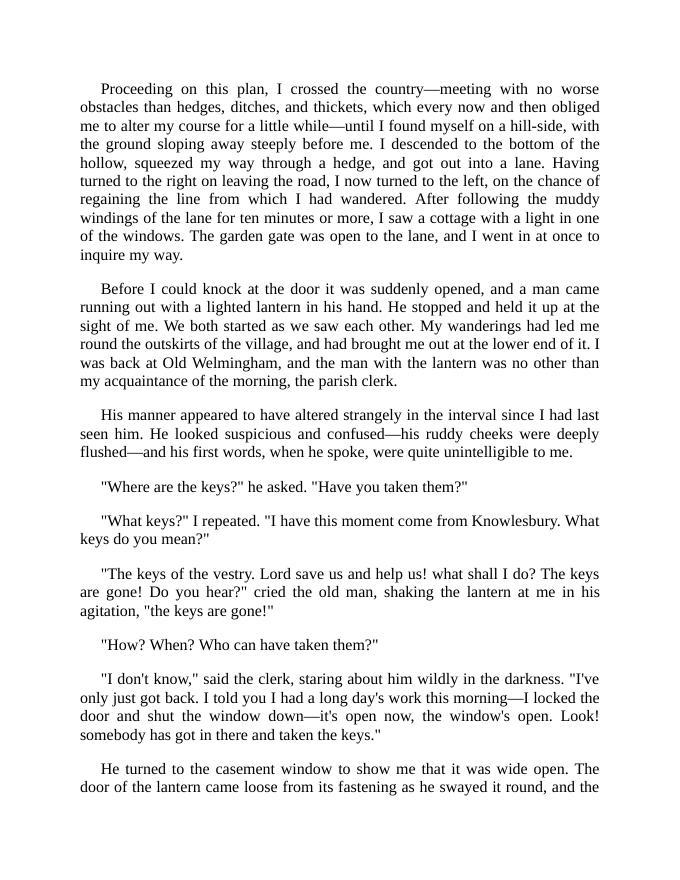 Proceeding on this plan, I crossed the country—meeting with no worse
obstacles than hedges, ditches, and thickets, which every now and then obliged
me to alter my course for a little while—until I found myself on a hill-side, with
the ground sloping away steeply before me. I descended to the bottom of the
hollow, squeezed my way through a hedge, and got out into a lane. Having
turned to the right on leaving the road, I now turned to the left, on the chance of
regaining the line from which I had wandered. After following the muddy
windings of the lane for ten minutes or more, I saw a cottage with a light in one
of the windows. The garden gate was open to the lane, and I went in at once to
inquire my way.
Before I could knock at the door it was suddenly opened, and a man came
running out with a lighted lantern in his hand. He stopped and held it up at the
sight of me. We both started as we saw each other. My wanderings had led me
round the outskirts of the village, and had brought me out at the lower end of it. I
was back at Old Welmingham, and the man with the lantern was no other than
my acquaintance of the morning, the parish clerk.
His manner appeared to have altered strangely in the interval since I had last
seen him. He looked suspicious and confused—his ruddy cheeks were deeply
flushed—and his first words, when he spoke, were quite unintelligible to me.
"Where are the keys?" he asked. "Have you taken them?"
"What keys?" I repeated. "I have this moment come from Knowlesbury. What
keys do you mean?"
"The keys of the vestry. Lord save us and help us! what shall I do? The keys
are gone! Do you hear?" cried the old man, shaking the lantern at me in his
agitation, "the keys are gone!"
"How? When? Who can have taken them?"
"I don't know," said the clerk, staring about him wildly in the darkness. "I've
only just got back. I told you I had a long day's work this morning—I locked the
door and shut the window down—it's open now, the window's open. Look!
somebody has got in there and taken the keys."
He turned to the casement window to show me that it was wide open. The
door of the lantern came loose from its fastening as he swayed it round, and the